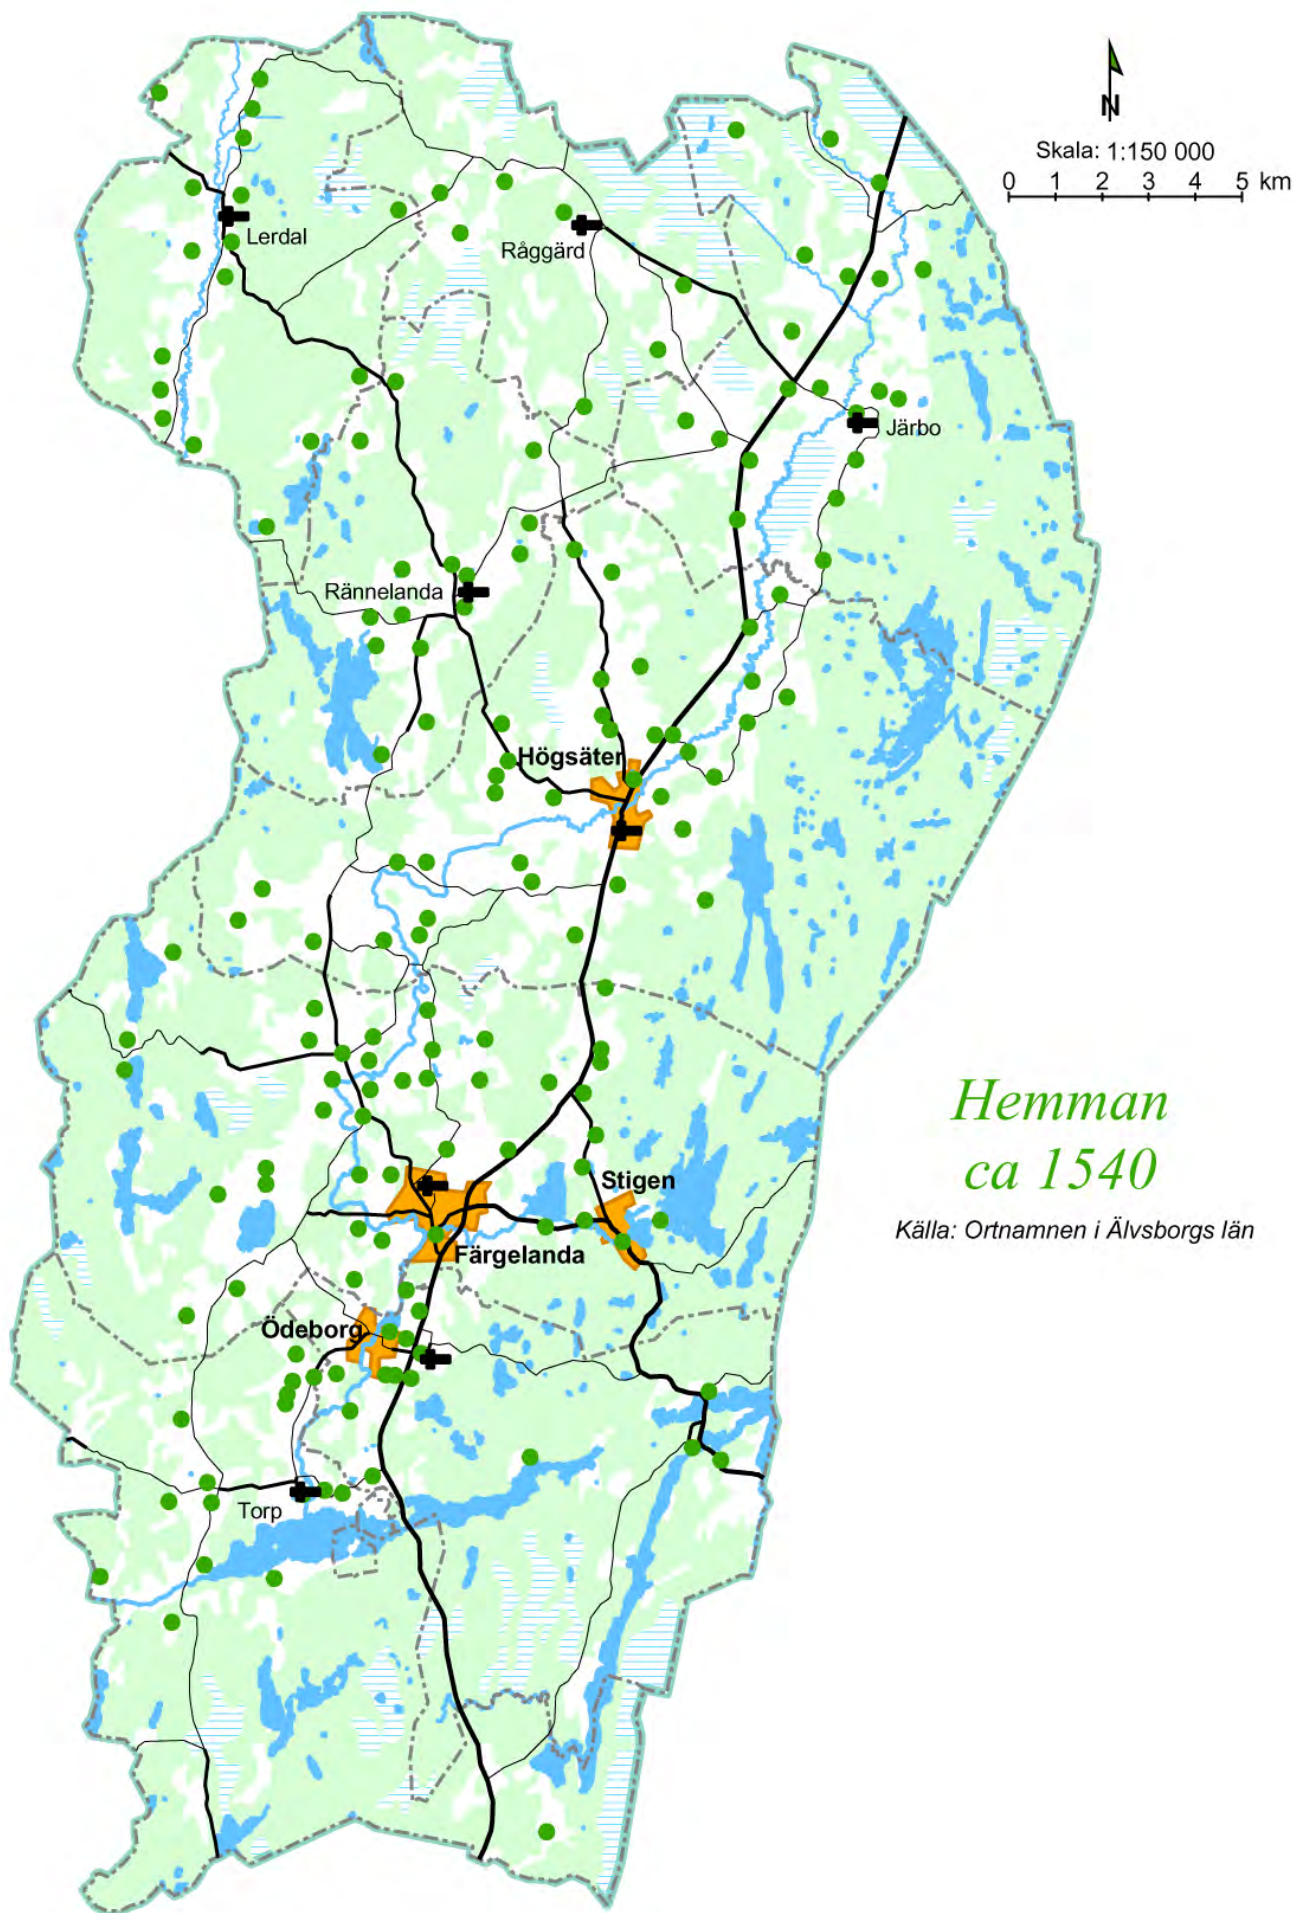 N
Skala: 1:150 000
0 1 2 3 4 5 km
Lerdal
Råggärd
Järbo
Rännelanda
Högsäter
Hemman
ca 1540
Källa: Ortnamnen i Älvsborgs län
Stigen
Färgelanda
Ödeborg
Torp